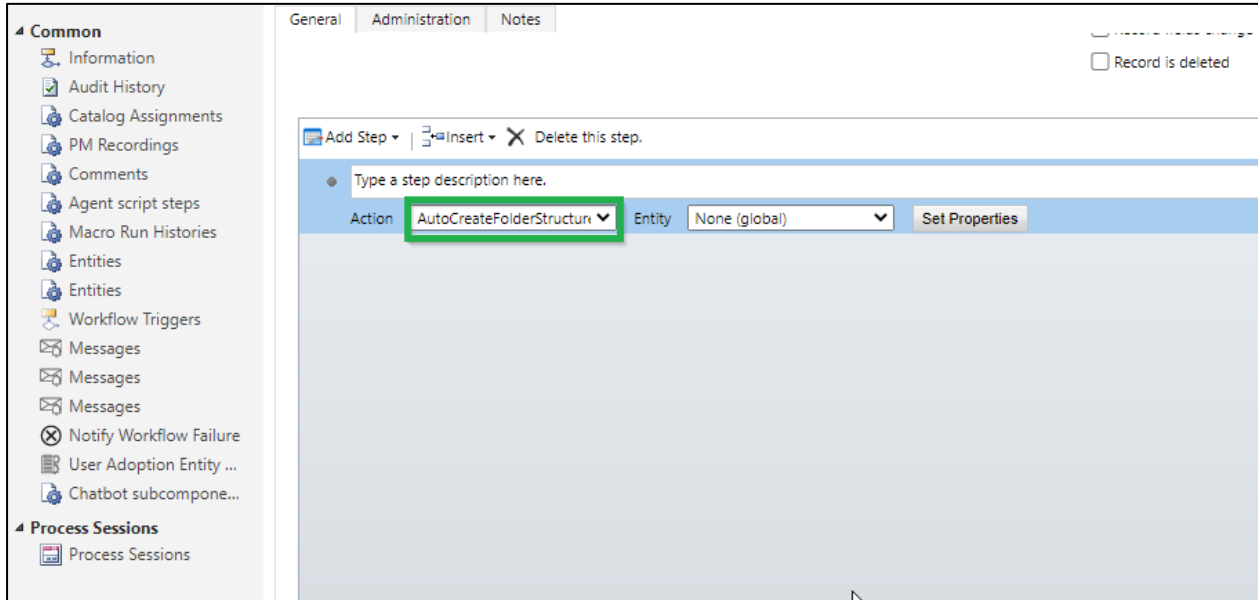 Common
Information
Audit History
Catalog Assignments
PM Recordings
Comments
Agent script steps
Macro Run Histories
Entities
Entities
Workflow Triggers
Messages
Messages
Messages
Notify Workflow Failure
User Adoption Entity ...
Chatbot subcompone...
Process Sessions
Process Sessions
General Administration Notes
Record is deleted
Add Step Insert Delete this step.
Type a step description here.
Action AutoCreateFolderStructure Entity None (global) Set Properties